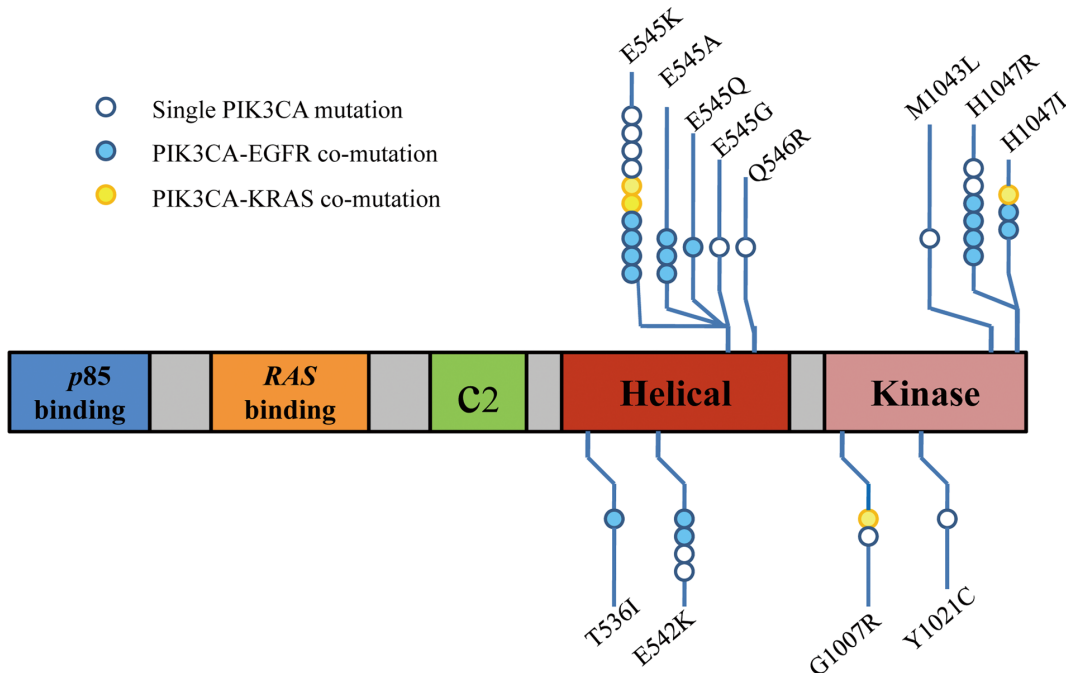 E545K
E545A
E545Q
E545G
Q546R
M1043L
H1047R
H1047I
Single PIK3CA mutation
PIK3CA-EGFR co-mutation
PIK3CA-KRAS co-mutation
p85
binding
RAS
binding
C2
Helical
Kinase
T536I
E542K
G1007R
Y1021C